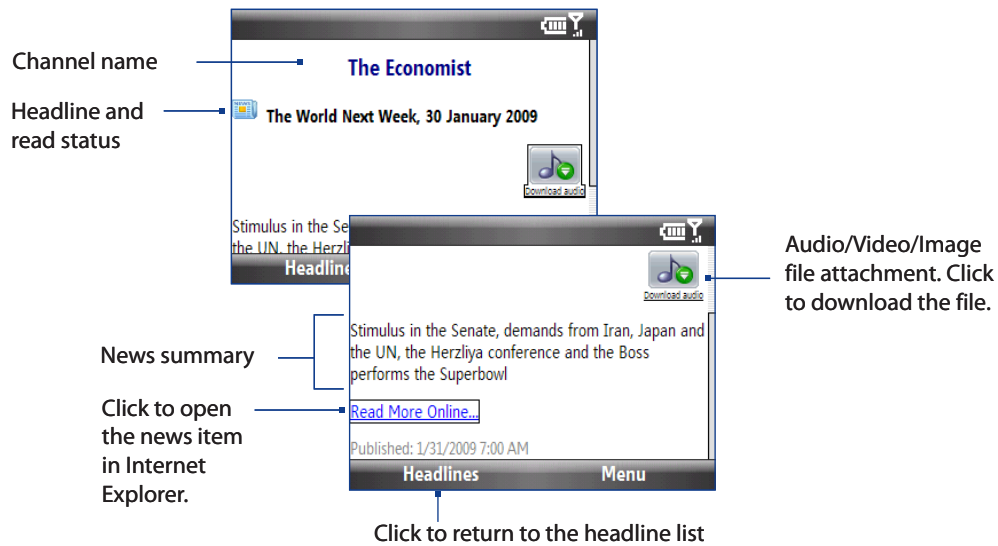 Channel name
The Economist
Headline and
read status
NEWS
The World Next Week, 30 January 2009
Download audio
Stimulus in the Se
the UN, the Herzli
Headline
Download audio
Audio/Video/Image
file attachment. Click
to download the file.
News summary
Stimulus in the Senate, demands from Iran, Japan and
the UN, the Herzliya conference and the Boss
performs the Superbowl
Click to open
the news item
in Internet
Explorer.
Read More Online...
Published: 1/31/2009 7:00 AM
Headlines
Menu
Click to return to the headline list